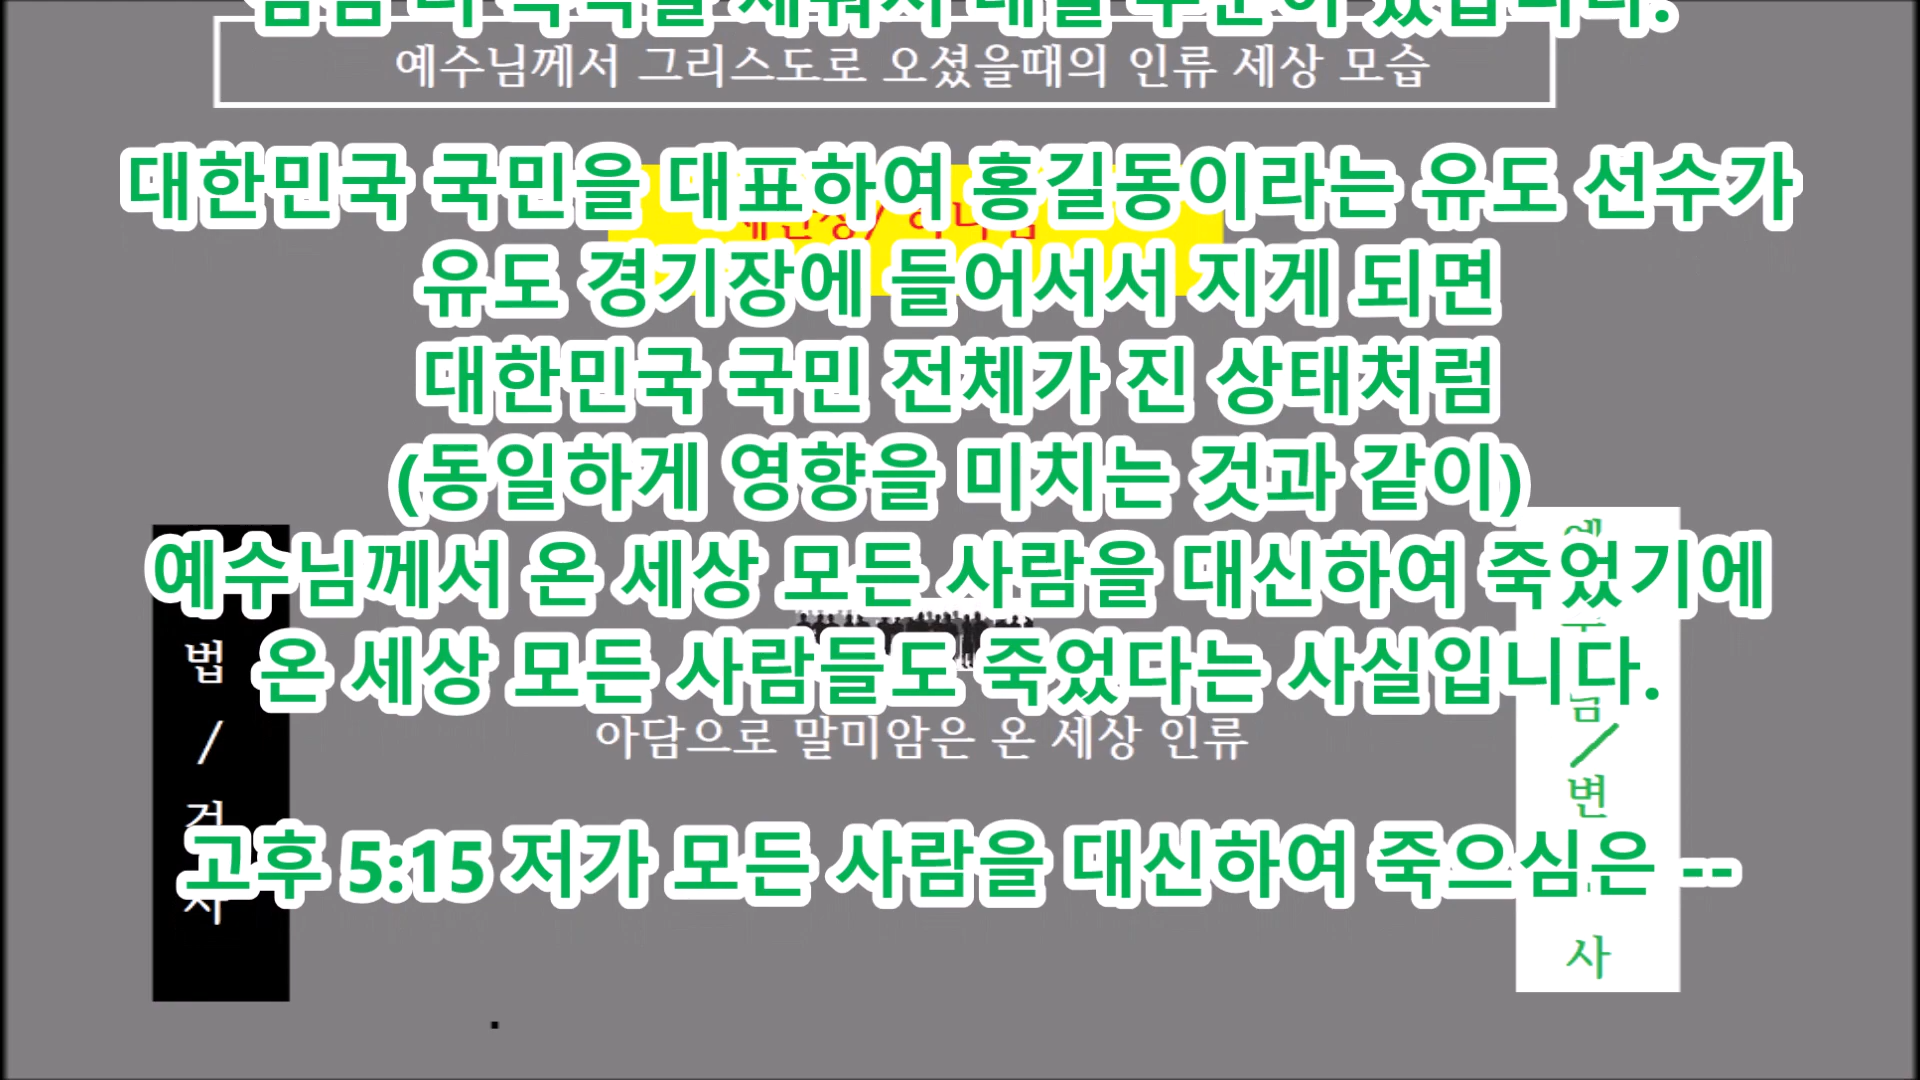 예수님께서 그리스도로 오셨을때의 인류 세상 모습
대한민국 국민을 대표하여 홍길동이라는 유도 선수가
유도 경기장에 들어서서 지게 되면
대한민국 국민 전체가 진 상태처럼
(동일하게 영향을 미치는 것과 같이)
예수님께서 온 세상 모든 사람을 대신하여 죽었기에
온 세상 모든 사람들도 죽었다는 사실입니다.
아담으로 말미암은 온 세상 인류
고후 5:15 저가 모든 사람을 대신하여 죽으심은 --
법
/
님
/
변
사